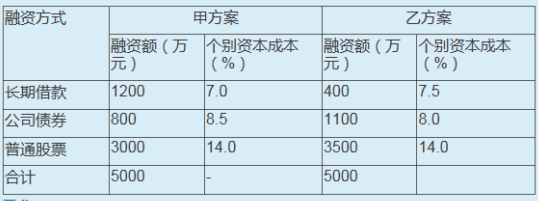 融资方式 甲方案 乙方案
融资额（万元） 个别资本成本（%） 融资额（万元） 个别资本成本（%）
长期借款 1200 7.0 400 7.5
公司债券 800 8.5 1100 8.0
普通股票 3000 14.0 3500 14.0
合计 5000 - 5000